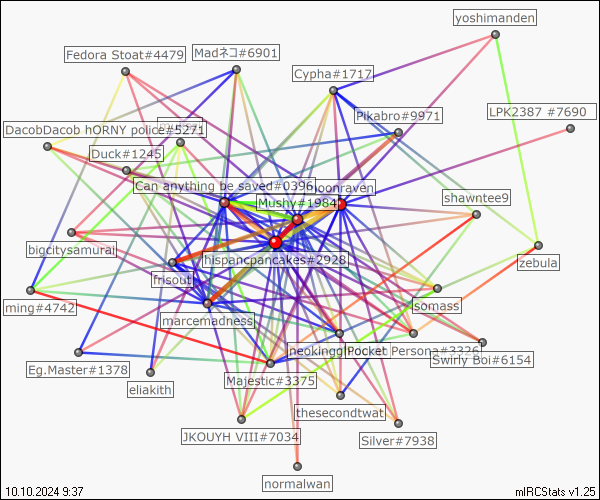 yoshimanden
Fedora Stoat#4479
Madネコ#6901
Cypha#1717
LPK2387 #7690
Pikabro#9971
DacobDacob hORNY police#5271
Duck#1245
Can anything be saved#0396
oonraven
shawntee9
Mushy#1984
bigcitysamurai
hispancpancakes#2928
zebula
frisout
ming#4742
somass
marcemadness
neokingg
Pocket Persona#3326
Swirly Boi#6154
Eg.Master#1378
Majestic#3375
eliakith
thesecondtwat
JKOUYH VIII#7034
Silver#7938
normalwan
10.10.2024 9:37
mIRCStats v1.25